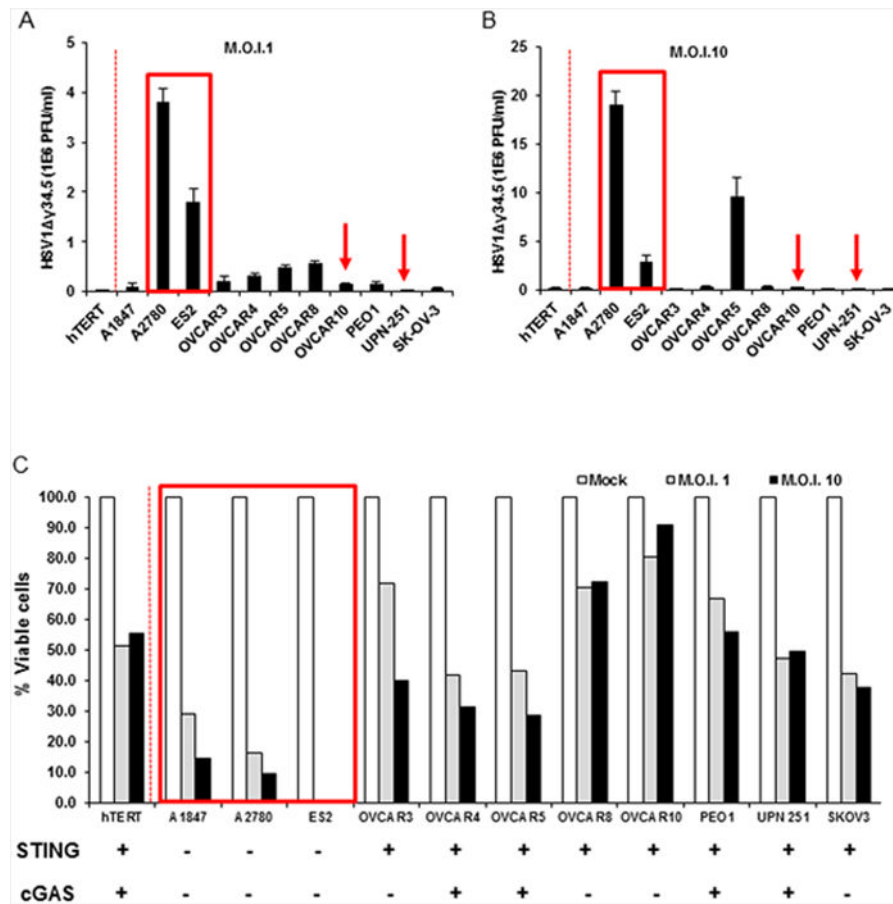 A
M.O.I.1
HSV1Δγ34.5 (1E6 PFU/ml)
5
4
3
2
1
0
hTERT
A1847
A2780
ES2
OVCAR3
OVCAR4
OVCAR5
OVCAR8
OVCAR10
PEO1
UPN-251
SK-OV-3
B
M.O.I.10
HSV1Δγ34.5 (1E6 PFU/ml)
25
20
15
10
5
0
hTERT
A1847
A2780
ES2
OVCAR3
OVCAR4
OVCAR5
OVCAR8
OVCAR10
PEO1
UPN-251
SK-OV-3
C
Mock M.O.I. 1 M.O.I. 10
% Viable cells
100.0
90.0
80.0
70.0
60.0
50.0
40.0
30.0
20.0
10.0
0.0
hTERT A1847 A2780 ES2 OVCAR3 OVCAR4 OVCAR5 OVCAR8 OVCAR10 PEO1 UPN 251 SKOV3
STING + - - - + + + + + + + +
cGAS + - - - - + + - - + + -